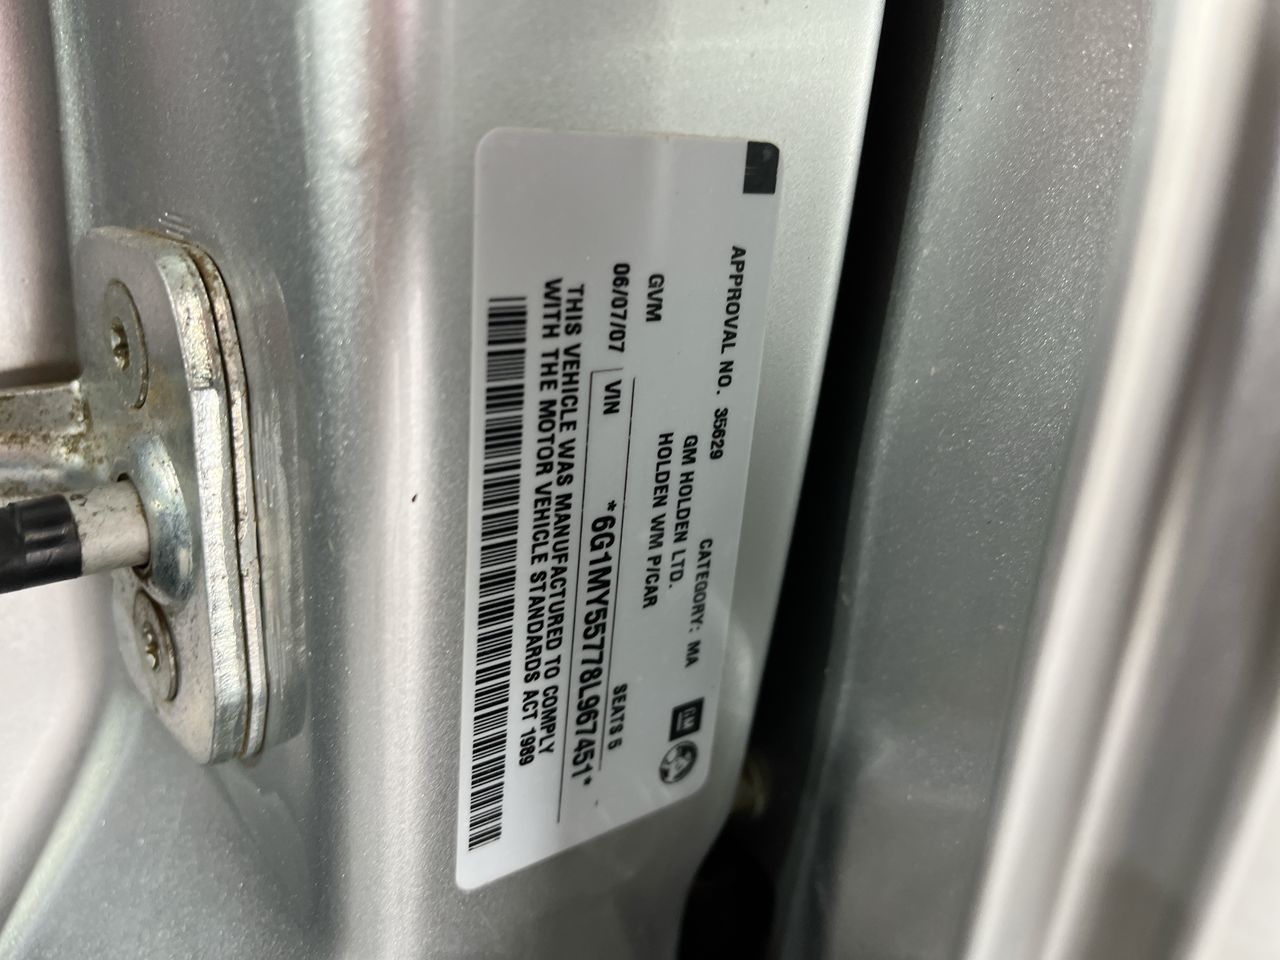 APPROVAL NO. 35629 CATEGORY: MA
GM HOLDEN LTD.
GM
GVM HOLDEN WM P/CAR
SEATS 5
06/07/07 VIN *6G1MY55778L967451*
THIS VEHICLE WAS MANUFACTURED TO COMPLY
WITH THE MOTOR VEHICLE STANDARDS ACT 1989